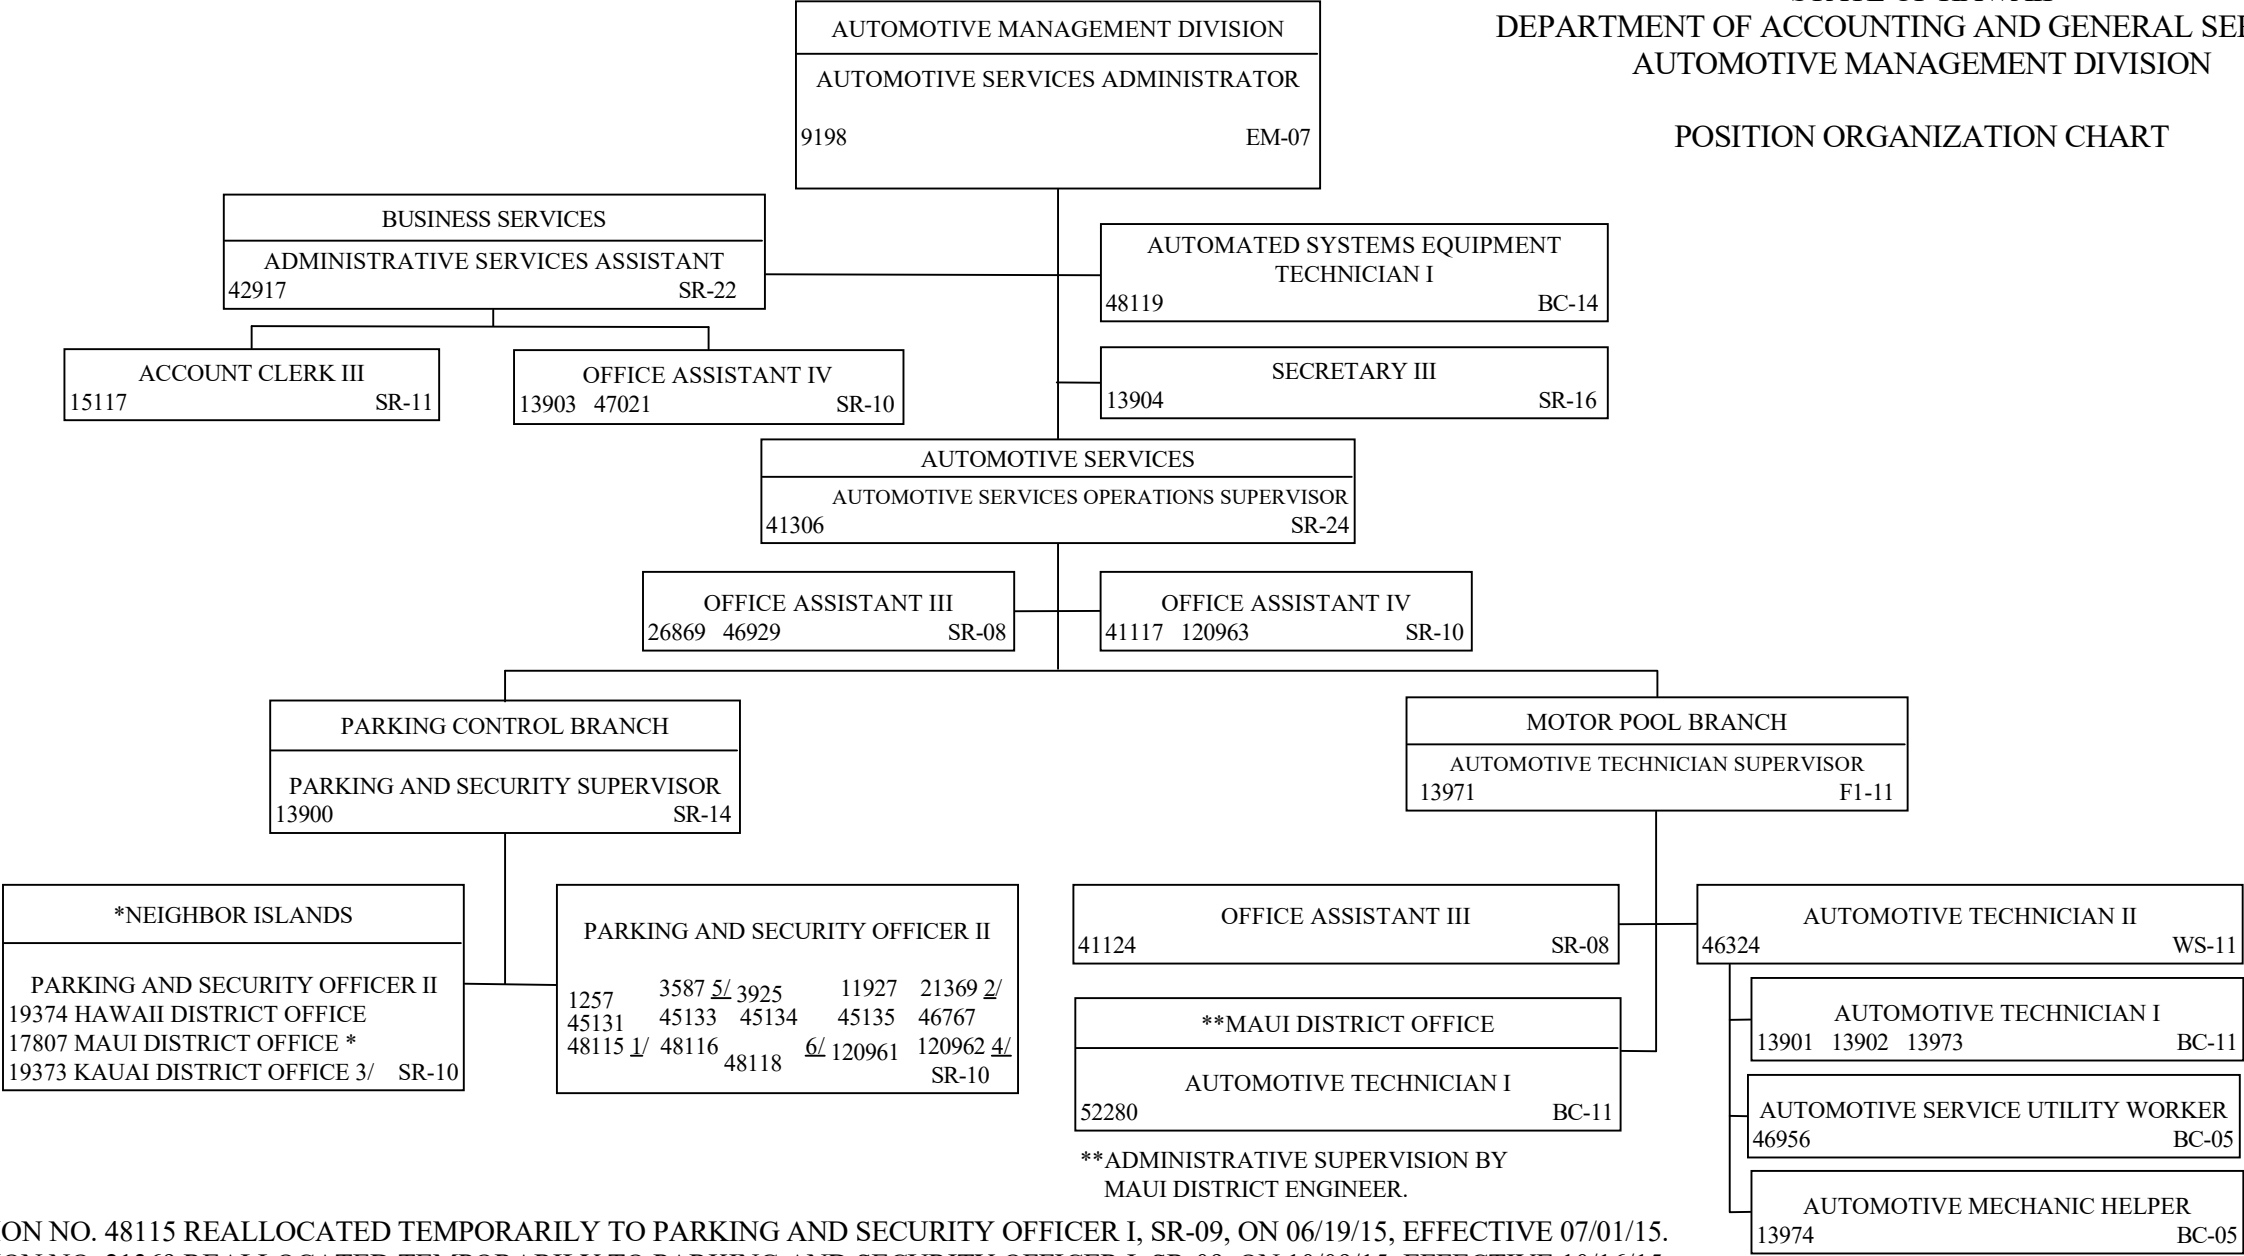 AUTOMOTIVE MANAGEMENT DIVISION
AUTOMOTIVE SERVICES ADMINISTRATOR
9198 EM-07
DEPARTMENT OF ACCOUNTING AND GENERAL
AUTOMOTIVE MANAGEMENT DIVISION
POSITION ORGANIZATION CHART
BUSINESS SERVICES
ADMINISTRATIVE SERVICES ASSISTANT
42917 SR-22
AUTOMATED SYSTEMS EQUIPMENT
TECHNICIAN I
48119 BC-14
ACCOUNT CLERK III
15117 SR-11
OFFICE ASSISTANT IV
13903 47021 SR-10
SECRETARY III
13904 SR-16
AUTOMOTIVE SERVICES
AUTOMOTIVE SERVICES OPERATIONS SUPERVISOR
41306 SR-24
OFFICE ASSISTANT III
26869 46929 SR-08
OFFICE ASSISTANT IV
41117 120963 SR-10
PARKING CONTROL BRANCH
PARKING AND SECURITY SUPERVISOR
13900 SR-14
MOTOR POOL BRANCH
AUTOMOTIVE TECHNICIAN SUPERVISOR
13971 F1-11
*NEIGHBOR ISLANDS
PARKING AND SECURITY OFFICER II
19374 HAWAII DISTRICT OFFICE
17807 MAUI DISTRICT OFFICE *
19373 KAUAI DISTRICT OFFICE 3/ SR-10
PARKING AND SECURITY OFFICER II
1257 3587 5/ 3925 11927 21369 2/
45131 45133 45134 45135 46767
48115 1/ 48116 48118 6/ 120961 120962 4/
SR-10
OFFICE ASSISTANT III
41124 SR-08
**MAUI DISTRICT OFFICE
AUTOMOTIVE TECHNICIAN I
52280 BC-11
**ADMINISTRATIVE SUPERVISION BY
MAUI DISTRICT ENGINEER.
AUTOMOTIVE TECHNICIAN II
46324 WS-11
AUTOMOTIVE TECHNICIAN I
13901 13902 13973 BC-11
AUTOMOTIVE SERVICE UTILITY WORKER
46956 BC-05
AUTOMOTIVE MECHANIC HELPER
13974 BC-05
ON NO. 48115 REALLOCATED TEMPORARILY TO PARKING AND SECURITY OFFICER I, SR-09, ON 06/19/15, EFFECTIVE 07/01/15.